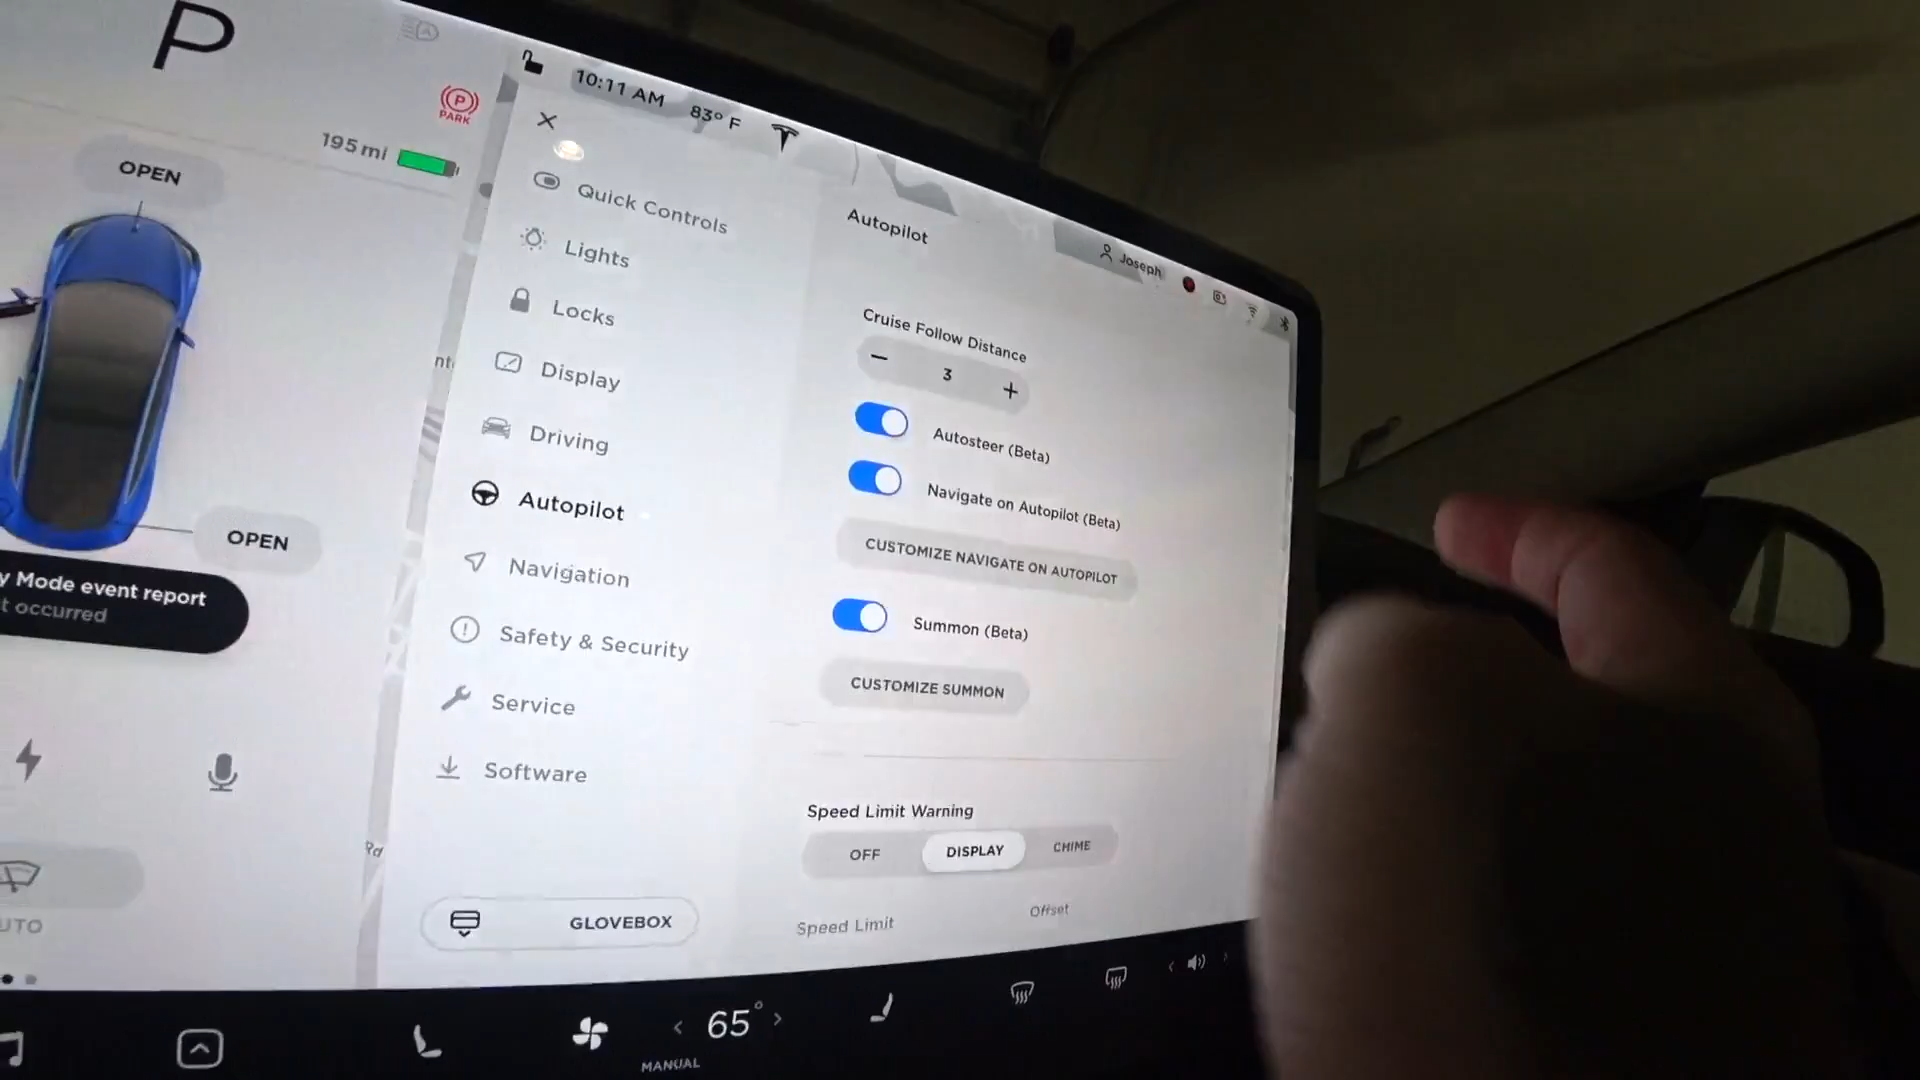 P
PARK
195 mi
OPEN
OPEN
y Mode event report
t occurred
UTO
10:11 AM 83° F
Joseph
Quick Controls
Lights
Locks
Display
Driving
Autopilot
Navigation
Safety & Security
Service
Software
GLOVEBOX
Rd
Autopilot
Cruise Follow Distance
− 3 +
Autosteer (Beta)
Navigate on Autopilot (Beta)
CUSTOMIZE NAVIGATE ON AUTOPILOT
Summon (Beta)
CUSTOMIZE SUMMON
Speed Limit Warning
OFF DISPLAY CHIME
Speed Limit Offset
< 65° >
MANUAL